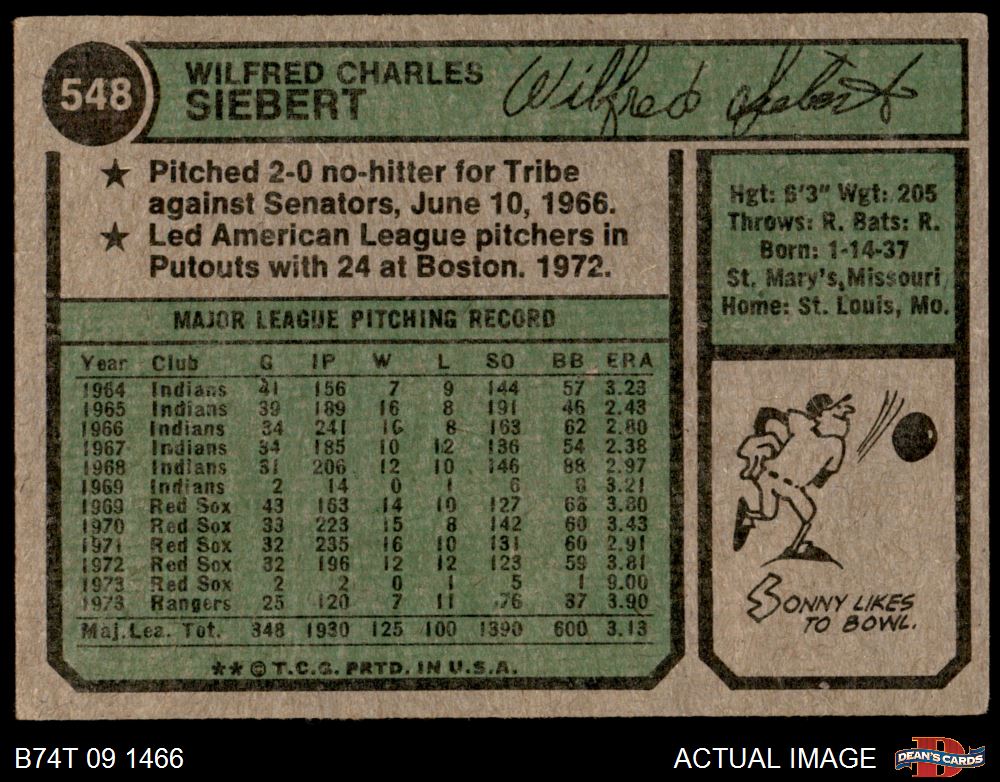 548
WILFRED CHARLES
SIEBERT
Wilfred Siebert
★ Pitched 2-0 no-hitter for Tribe
against Senators, June 10, 1966.
★ Led American League pitchers in
Putouts with 24 at Boston. 1972.
Hgt: 6'3" Wgt: 205
Throws: R. Bats: R.
Born: 1-14-37
St. Mary's, Missouri
Home: St. Louis, Mo.
MAJOR LEAGUE PITCHING RECORD
Year Club G IP W L SO BB ERA
1964 Indians 41 156 7 9 144 57 3.23
1965 Indians 39 189 16 8 191 46 2.43
1966 Indians 34 241 16 8 163 62 2.80
1967 Indians 34 185 10 12 136 54 2.38
1968 Indians 31 206 12 10 146 88 2.97
1969 Indians 2 14 0 1 6 8 3.21
1969 Red Sox 43 163 14 10 127 68 3.80
1970 Red Sox 33 223 15 8 142 60 3.43
1971 Red Sox 32 235 16 10 131 60 2.91
1972 Red Sox 32 196 12 12 123 59 3.81
1973 Red Sox 2 2 0 1 5 1 9.00
1973 Rangers 25 120 7 11 76 37 3.90
Maj. Lea. Tot. 348 1930 125 100 1390 600 3.13
★★ © T.C.G. PRTD. IN U.S.A.
SONNY LIKES
TO BOWL.
B74T 09 1466
ACTUAL IMAGE
D
DEAN'S CARDS